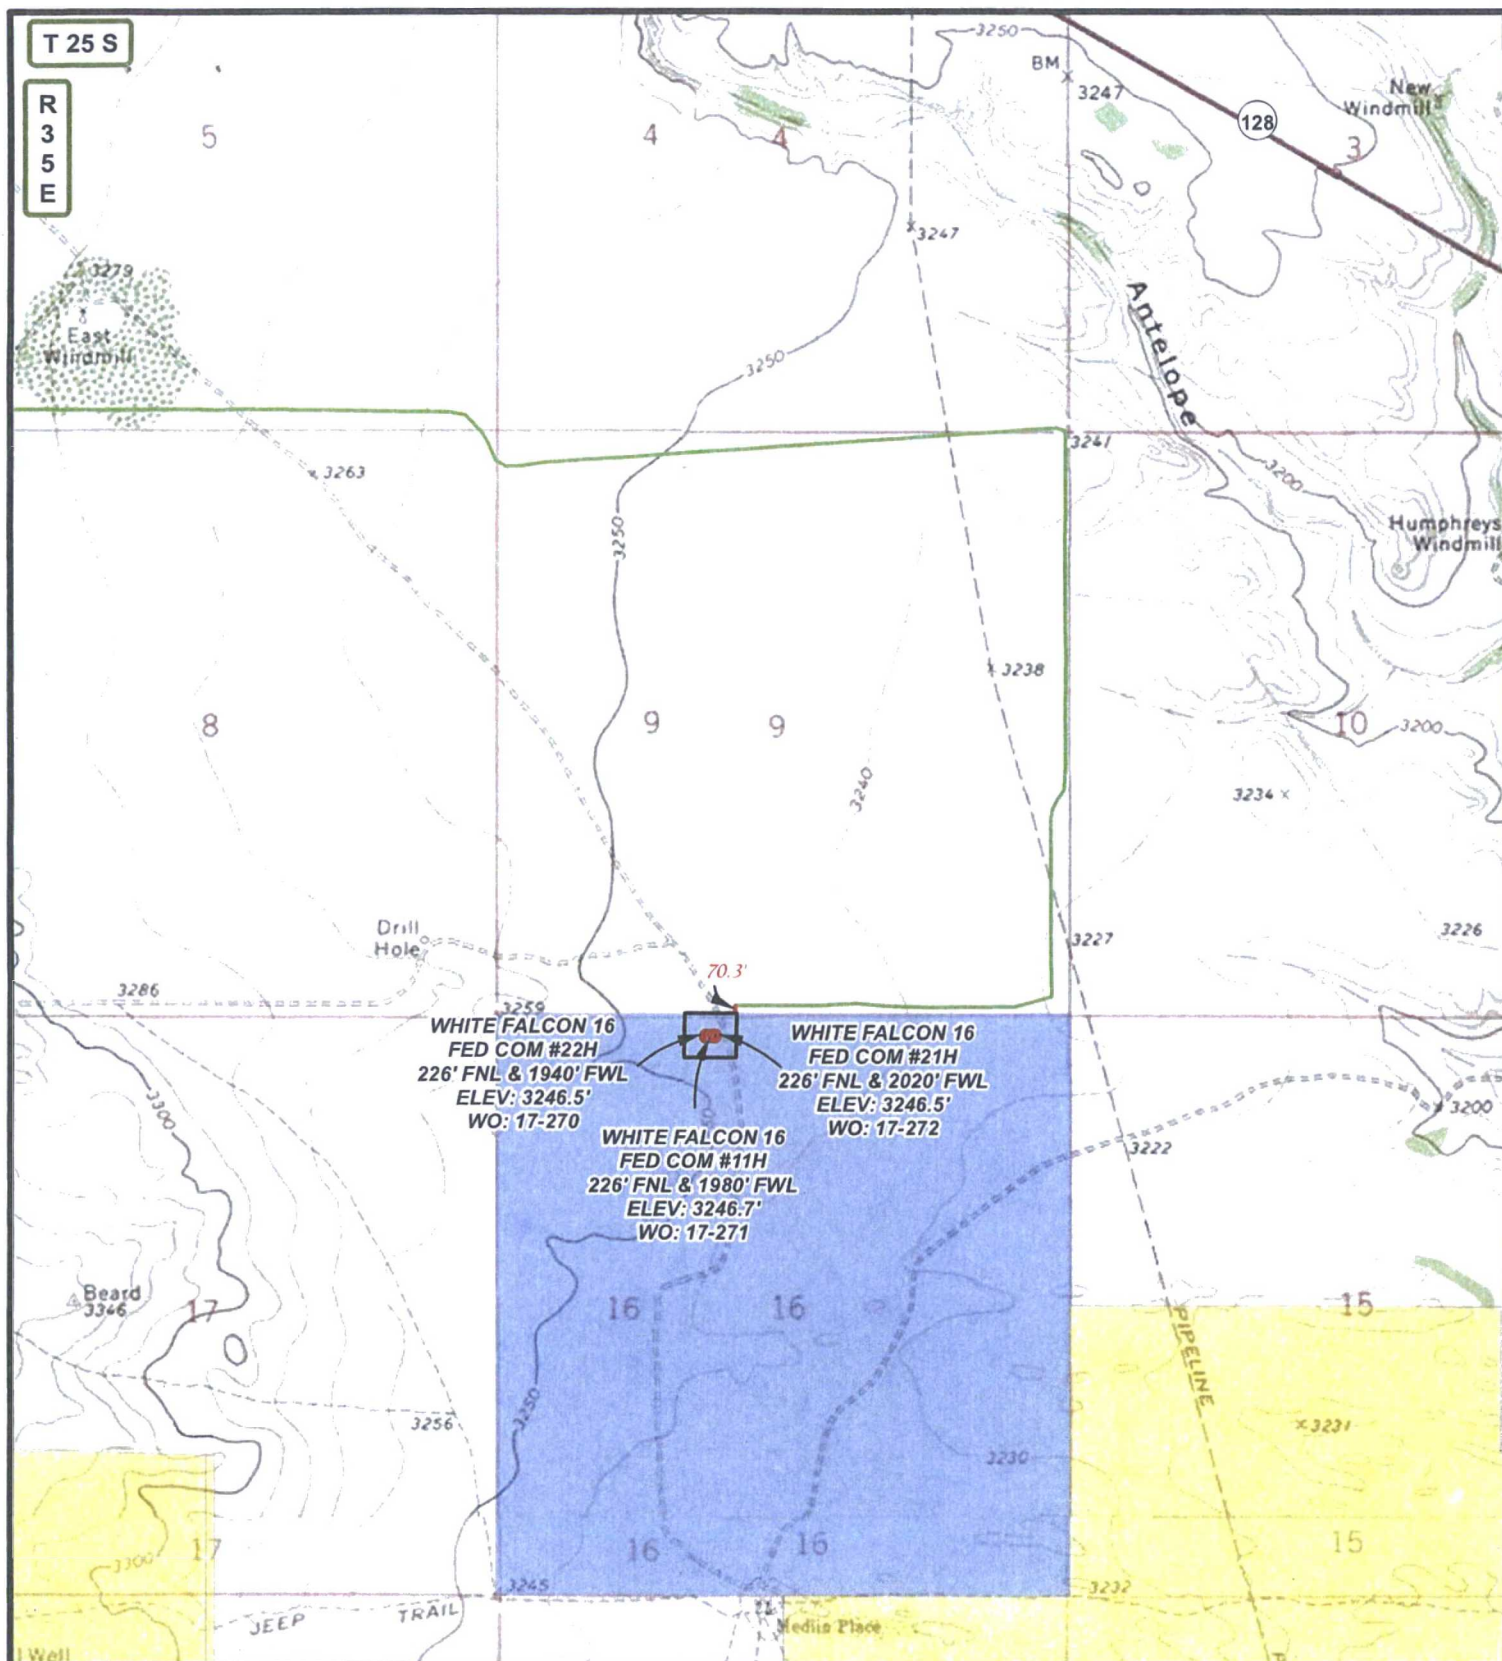 T 25 S
R
3
5
E
3250
BM
3247
New
Windmill
128
5
4
4
3
3247
3279
East
Windmill
Antelope
3250
3241
3263
3200
3250
Humphreys
Windmill
3238
8
9
9
10
3200
3240
3234
Drill
Hole
3227
3226
70.3'
3286
3259
WHITE FALCON 16
FED COM #22H
226' FNL & 1940' FWL
ELEV: 3246.5'
WO: 17-270
WHITE FALCON 16
FED COM #21H
226' FNL & 2020' FWL
ELEV: 3246.5'
WO: 17-272
3300
3200
WHITE FALCON 16
FED COM #11H
226' FNL & 1980' FWL
ELEV: 3246.7'
WO: 17-271
3222
Beard
3346
17
16
16
15
PIPELINE
3250
3256
3231
3230
17
3300
16
16
15
3245
3232
JEEP TRAIL
Medlin Place
Well